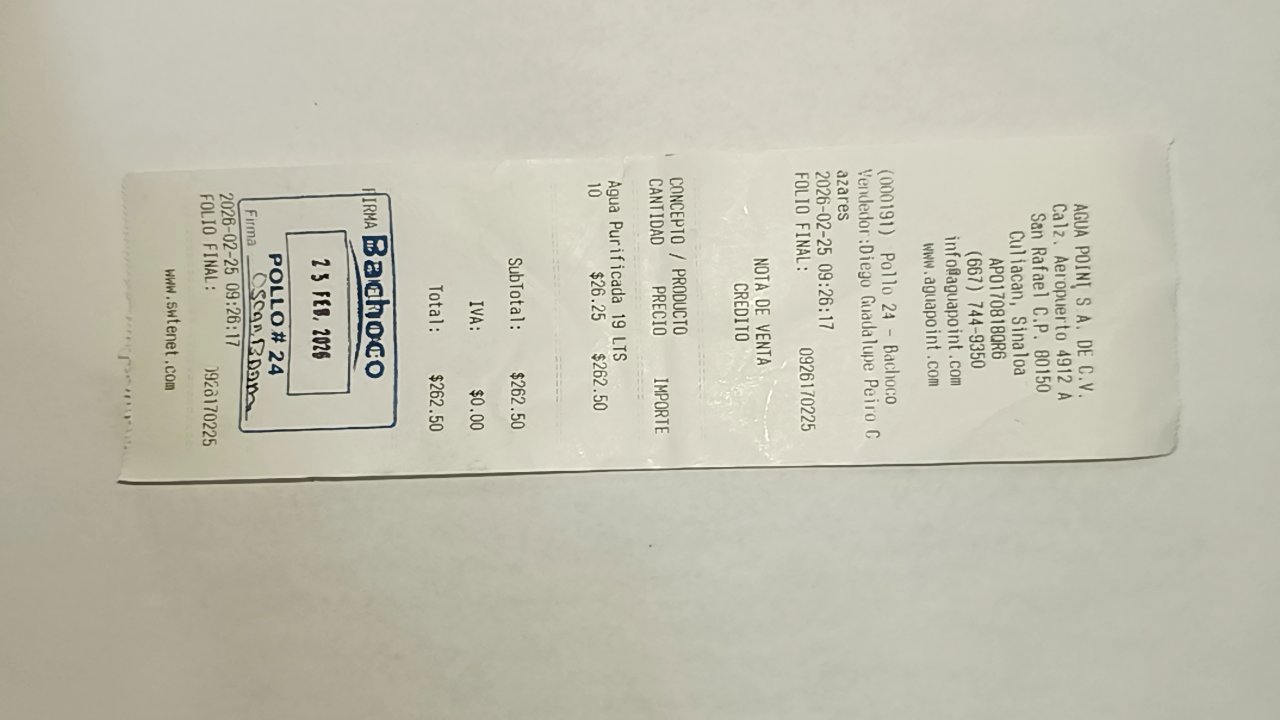 AGUA POINT S A. DE C.V.
Calz. Aeropuerto 4912 A
San Rafael C.P. 80150
Culiacan, Sinaloa
APO170818QR6
(667) 744-9350
info@aguapoint.com
www.aguapoint.com
(000191) Pollo 24 - Bachoco
Vendedor:Diego Guadalupe Peiro C
azares
2026-02-25 09:26:17
FOLIO FINAL: 0926170225
NOTA DE VENTA
CREDITO
CONCEPTO / PRODUCTO
CANTIDAD PRECIO IMPORTE
Agua Purificada 19 LTS
10 $26.25 $262.50
SubTotal: $262.50
IVA: $0.00
Total: $262.50
FIRMA
Bachoco
25 FEB. 2026
POLLO # 24
Firma
2026-02-25 09:26:17
FOLIO FINAL: 0926170225
www.swtenet.com